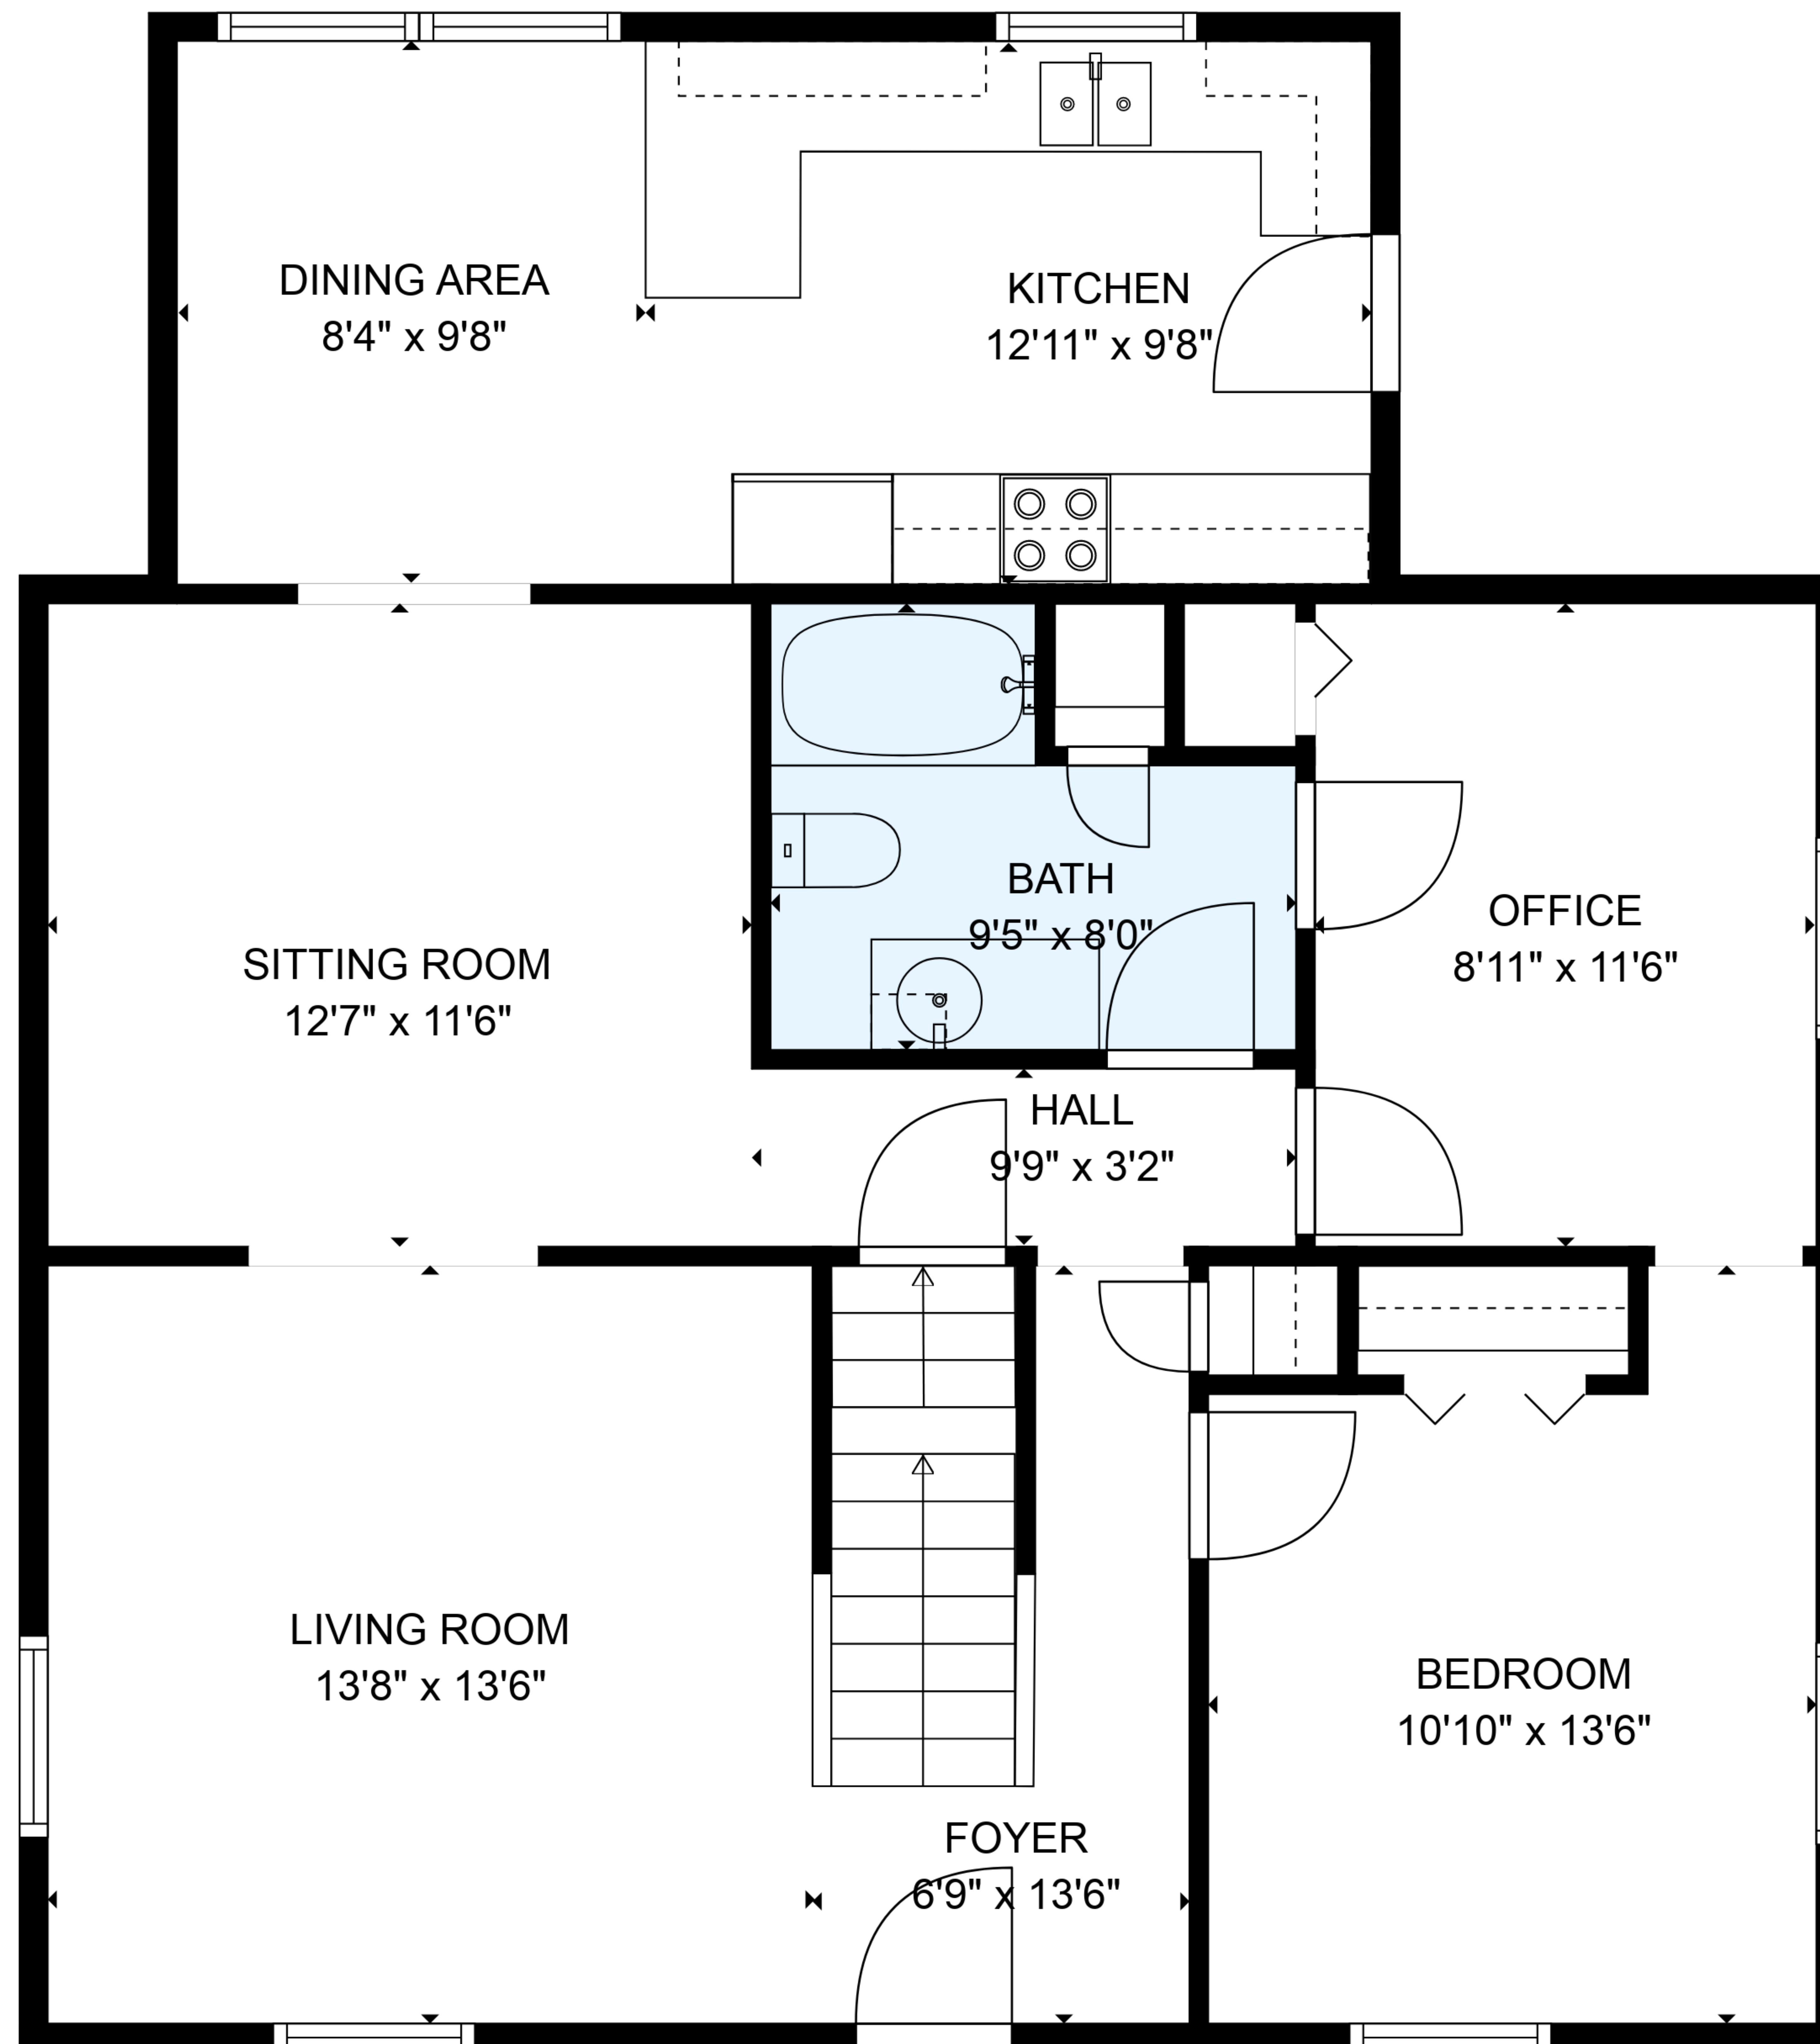 DINING AREA
8'4" x 9'8"
KITCHEN
12'11" x 9'8"
BATH
9'5" x 8'0"
OFFICE
8'11" x 11'6"
SITTING ROOM
12'7" x 11'6"
HALL
9'9" x 3'2"
LIVING ROOM
13'8" x 13'6"
BEDROOM
10'10" x 13'6"
FOYER
6'9" x 13'6"